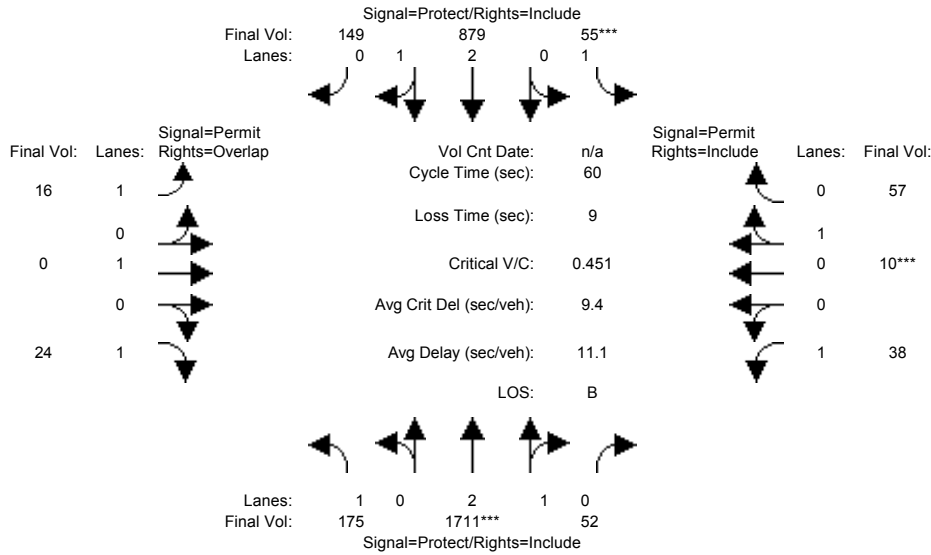 Signal=Protect/Rights=Include
Final Vol: 149 879 55***
Lanes: 0 1 2 0 1
Signal=Permit Signal=Permit
Final Vol: Lanes: Rights=Overlap Vol Cnt Date: n/a Rights=Include Lanes: Final Vol:
Cycle Time (sec): 60
16 1 0 57
Loss Time (sec): 9
0 1
0 1 Critical V/C: 0.451 0 10***
0 Avg Crit Del (sec/veh): 9.4 0
24 1 Avg Delay (sec/veh): 11.1 1 38
LOS: B
Lanes: 1 0 2 1 0
Final Vol: 175 1711*** 52
Signal=Protect/Rights=Include